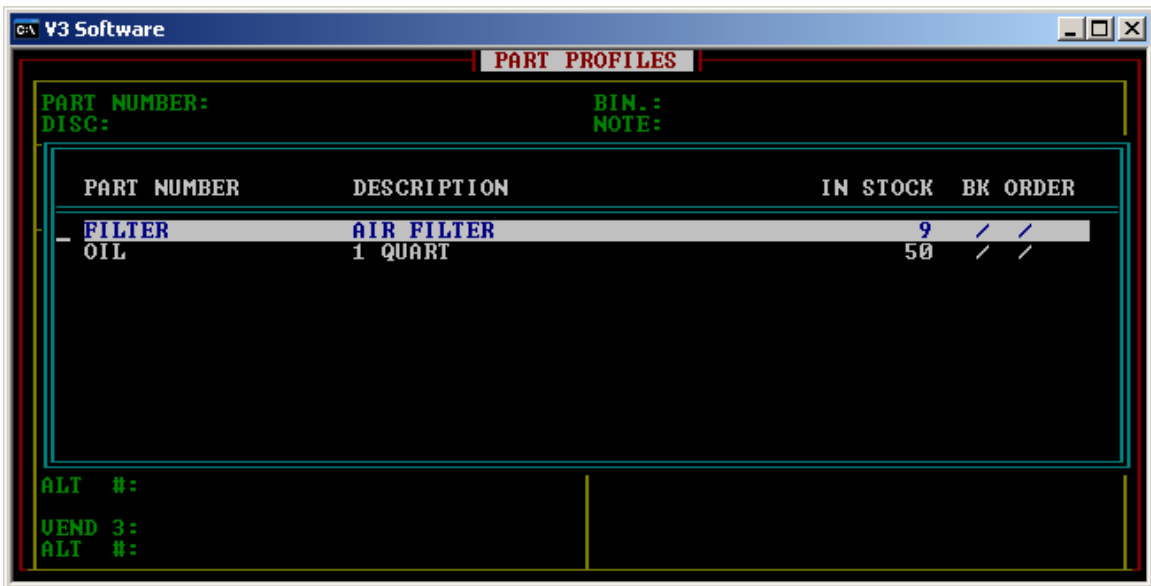 V3 Software
PART PROFILES
PART NUMBER: BIN.:
DISC: NOTE:
PART NUMBER DESCRIPTION IN STOCK BK ORDER
FILTER AIR FILTER 9 / /
OIL 1 QUART 50 / /
ALT #:
VEND 3:
ALT #: